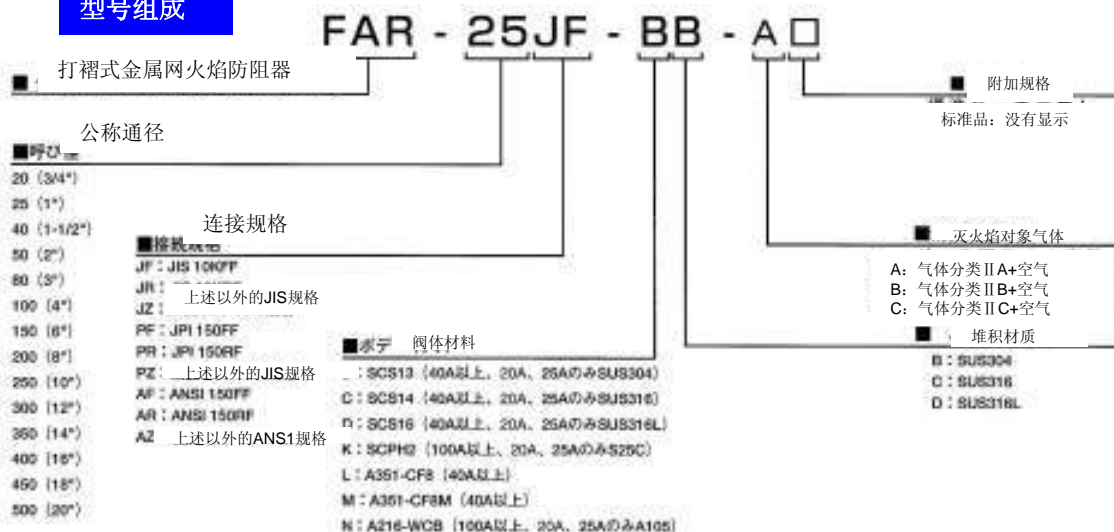 型号组成
FAR - 25JF - BB - A□
打褶式金属网火焰防阻器
■
■ 附加规格
标准品：没有显示
公称通径
■呼び
20 (3/4")
25 (1")
40 (1-1/2")
50 (2")
80 (3")
100 (4")
150 (6")
200 (8")
250 (10")
300 (12")
350 (14")
400 (16")
450 (18")
500 (20")
连接规格
■接続規格
JF：JIS 10KFF
JR：
JZ： 上述以外的JIS规格
PF：JPI 150FF
PR：JPI 150RF
PZ： 上述以外的JIS规格
AF：ANSI 150FF
AR：ANSI 150RF
AZ 上述以外的ANS1规格
■ボデ 阀体材料
：SCS13 (40A以上、20A、25AのみSUS304)
C：SCS14 (40A以上、20A、25AのみSUS316)
D：SCS16 (40A以上、20A、25AのみSUS316L)
K：SCPH2 (100A以上、20A、25AのみS25C)
L：A351-CF8 (40A以上)
M：A351-CF8M (40A以上)
N：A216-WCB (100A以上、20A、25AのみA105)
■ 灭火焰对象气体
A：气体分类ⅡA+空气
B：气体分类ⅡB+空气
C：气体分类ⅡC+空气
■ 堆积材质
B：SUS304
C：SUS316
D：SUS316L